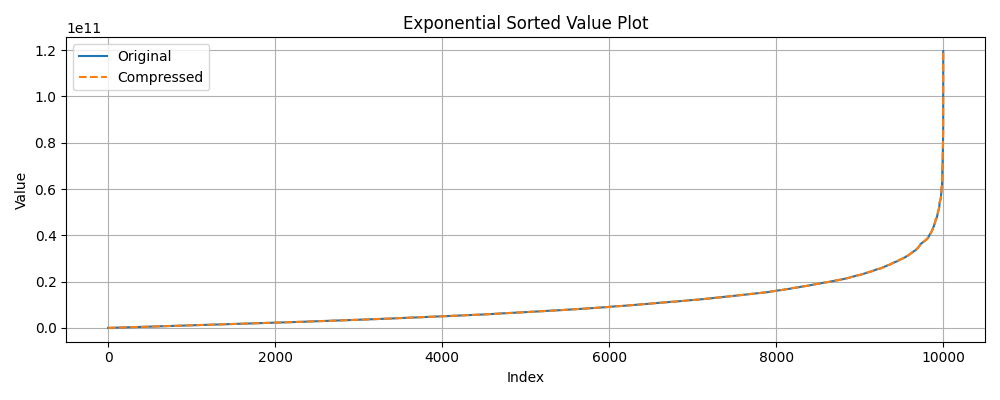 Exponential Sorted Value Plot
1e11
Original
Compressed
1.2
1.0
0.8
0.6
0.4
0.2
0.0
Value
0 2000 4000 6000 8000 10000
Index